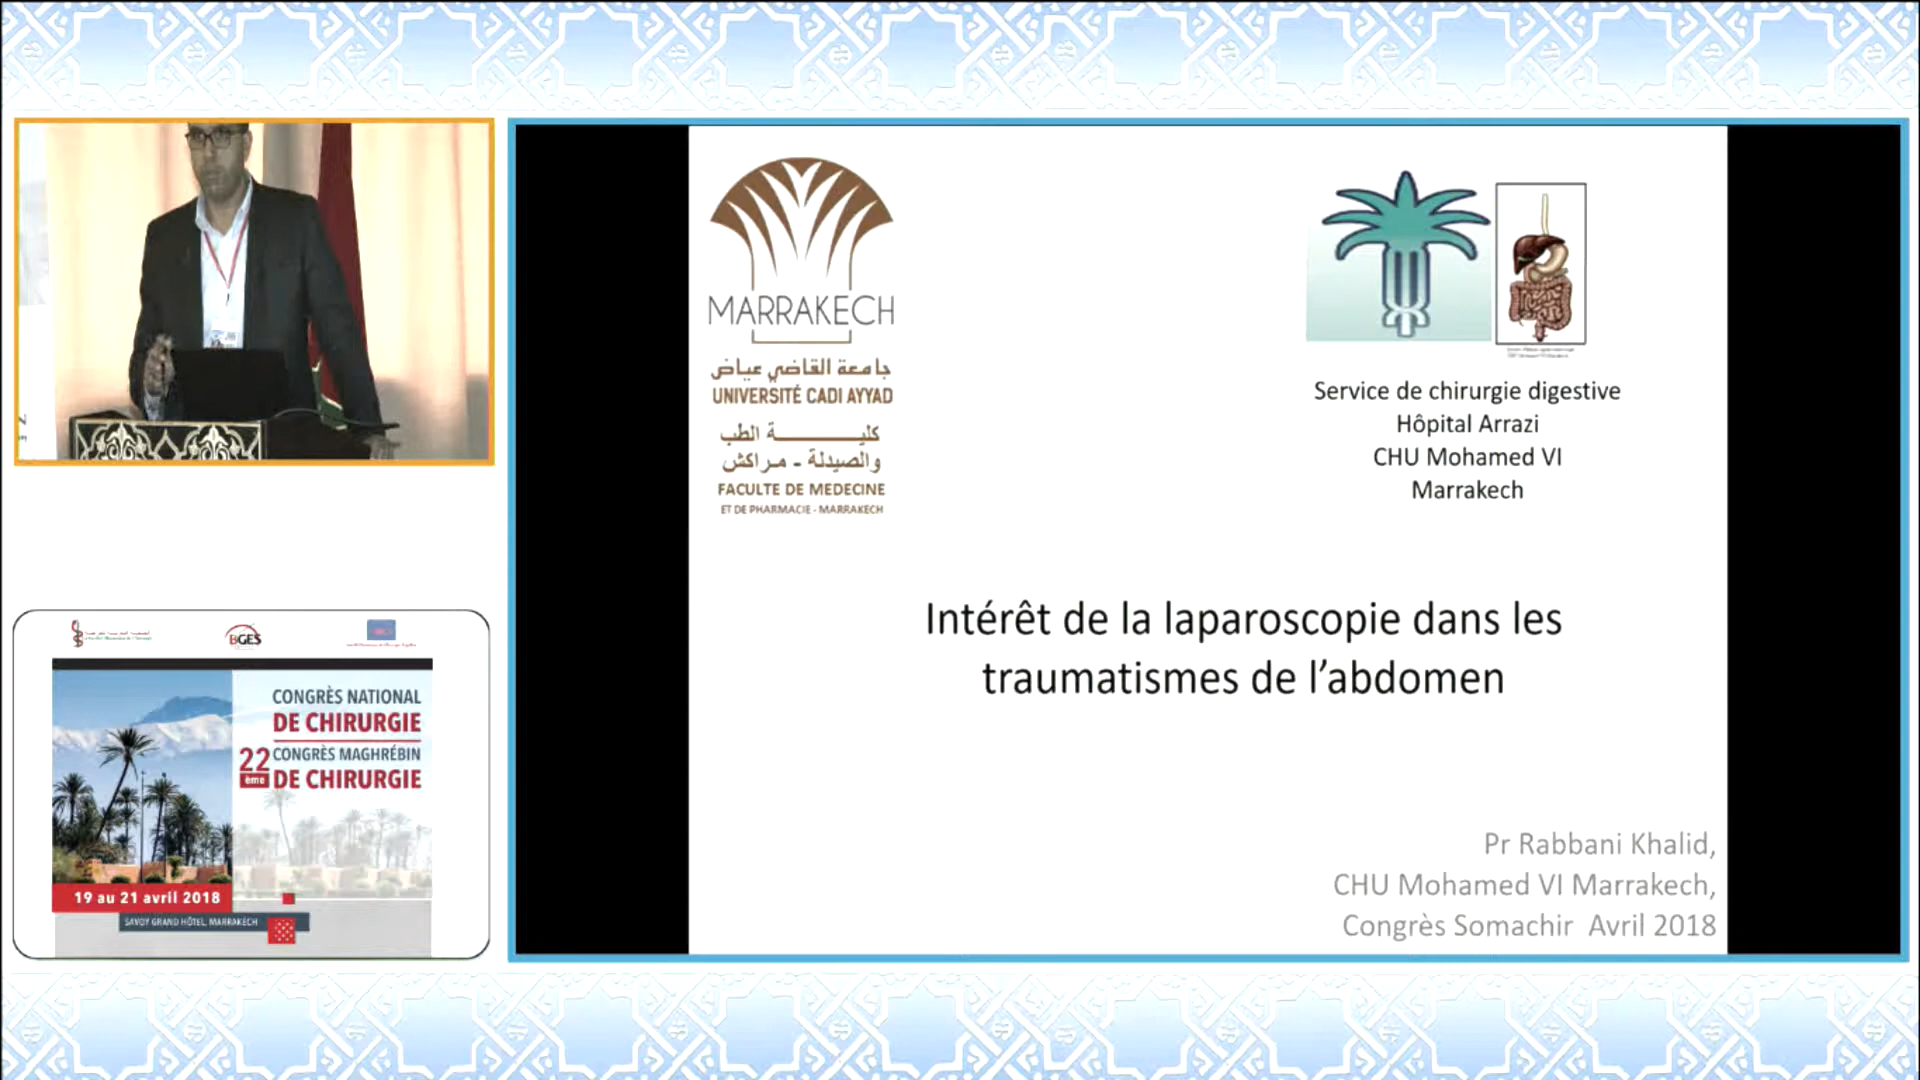 MARRAKECH
جامعة القاضي عياض
UNIVERSITÉ CADI AYYAD
كليـــــــــة الطب
والصيدلة - مراكش
FACULTE DE MEDECINE
ET DE PHARMACIE - MARRAKECH
Service de chirurgie digestive
Hôpital Arrazi
CHU Mohamed VI
Marrakech
Intérêt de la laparoscopie dans les
traumatismes de l’abdomen
Pr Rabbani Khalid,
CHU Mohamed VI Marrakech,
Congrès Somachir Avril 2018
BGES
CONGRÈS NATIONAL
DE CHIRURGIE
22 ème CONGRÈS MAGHRÉBIN
DE CHIRURGIE
19 au 21 avril 2018
SAVOY GRAND HÔTEL, MARRAKECH